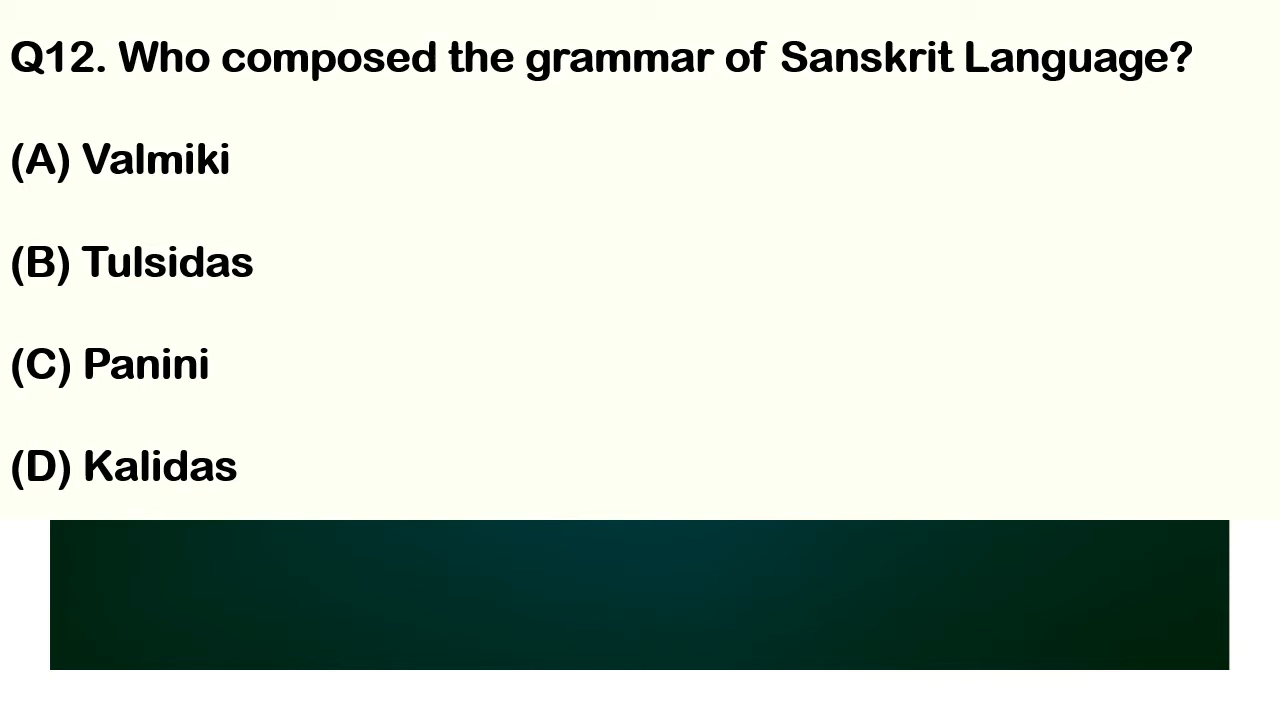 Q12. Who composed the grammar of Sanskrit Language?
(A) Valmiki
(B) Tulsidas
(C) Panini
(D) Kalidas